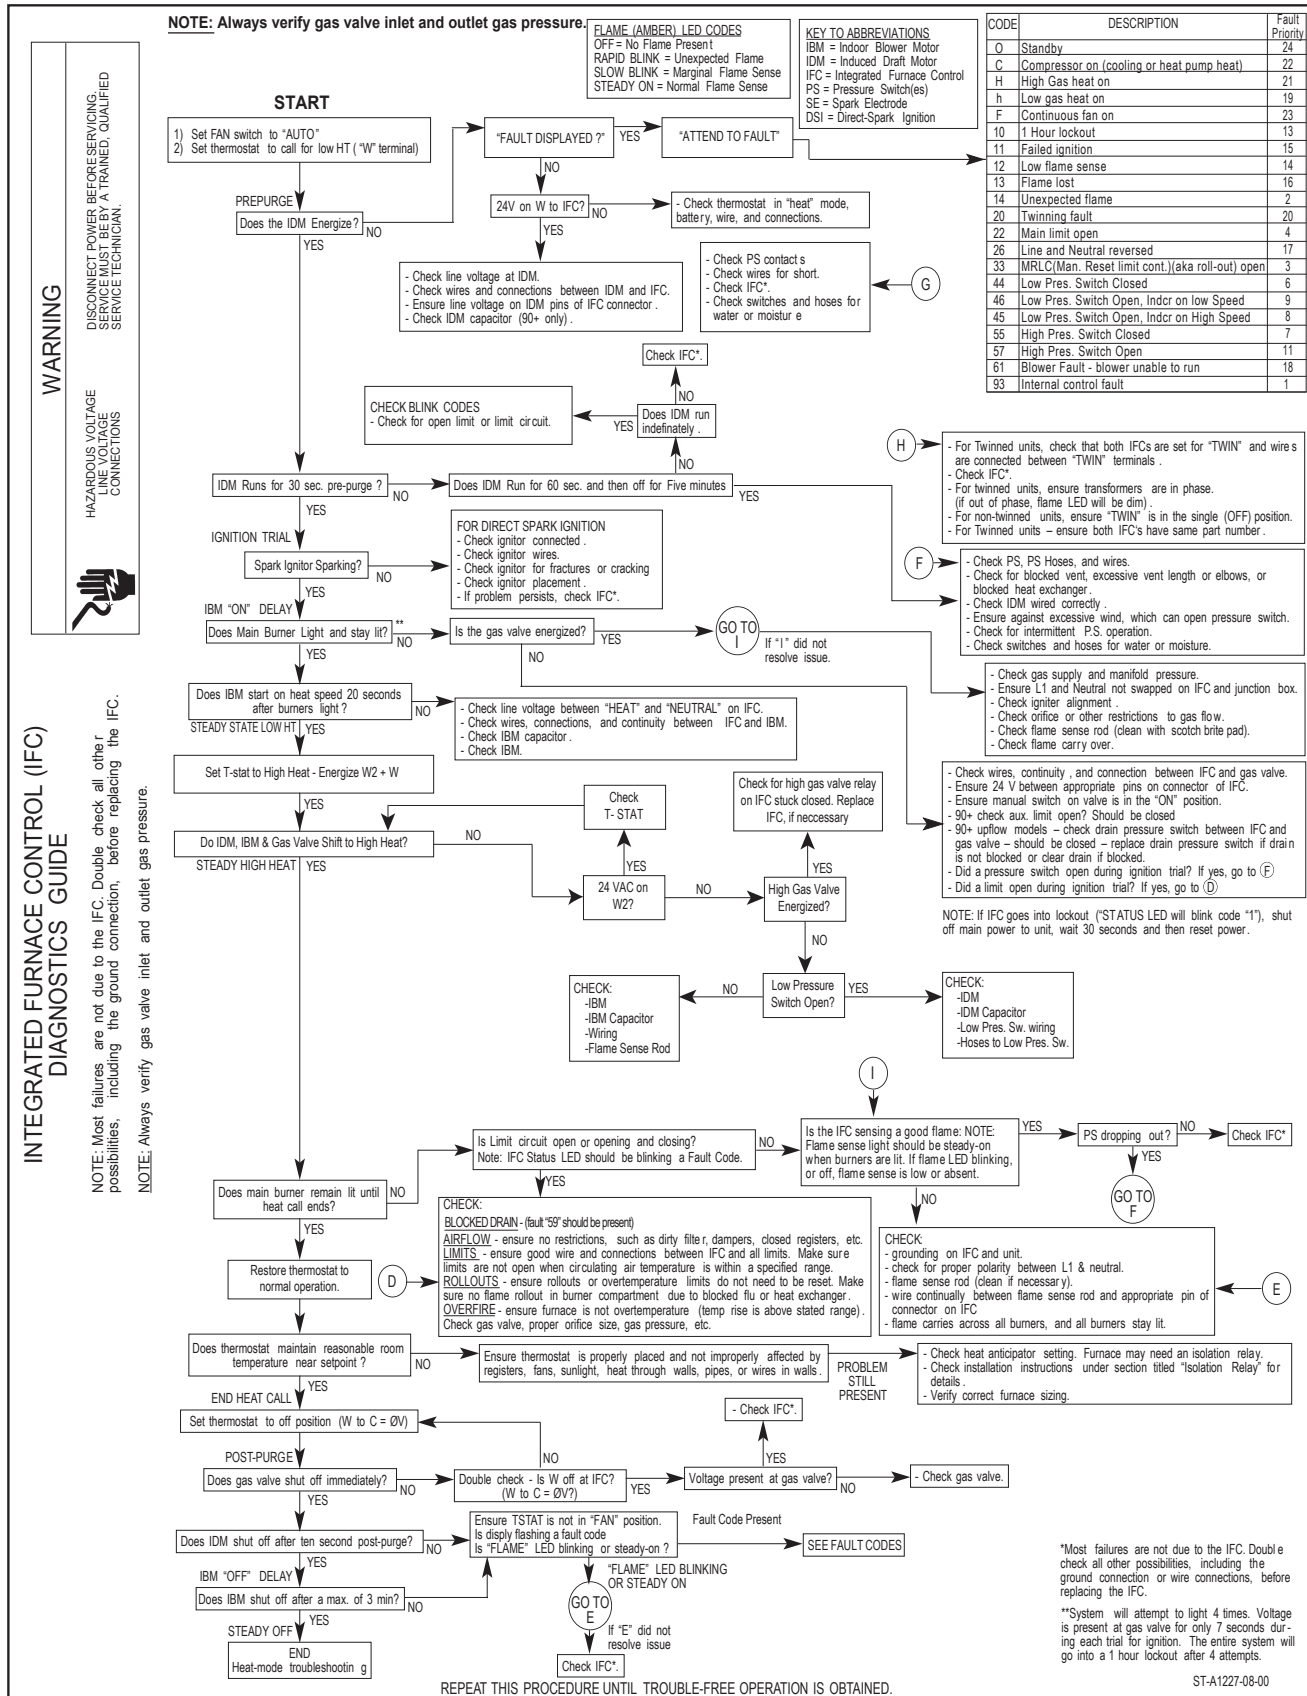 NOTE: Always verify gas valve inlet and outlet gas pressure.
FLAME (AMBER) LED CODES
OFF = No Flame Present
RAPID BLINK = Unexpected Flame
SLOW BLINK = Marginal Flame Sense
STEADY ON = Normal Flame Sense
KEY TO ABBREVIATIONS
IBM = Indoor Blower Motor
IDM = Induced Draft Motor
IFC = Integrated Furnace Control
PS = Pressure Switch(es)
SE = Spark Electrode
DSI = Direct-Spark Ignition
CODE DESCRIPTION Fault Priority
O Standby 24
C Compressor on (cooling or heat pump heat) 22
H High Gas heat on 21
h Low gas heat on 19
F Continuous fan on 23
10 1 Hour lockout 13
11 Failed ignition 15
12 Low flame sense 14
13 Flame lost 16
14 Unexpected flame 2
20 Twinning fault 20
22 Main limit open 4
26 Line and Neutral reversed 17
33 MRLC(Man. Reset limit cont.)(aka roll-out) open 3
44 Low Pres. Switch Closed 6
46 Low Pres. Switch Open, Indcr on low Speed 9
45 Low Pres. Switch Open, Indcr on High Speed 8
55 High Pres. Switch Closed 7
57 High Pres. Switch Open 11
61 Blower Fault - blower unable to run 18
93 Internal control fault 1
WARNING
HAZARDOUS VOLTAGE
LINE VOLTAGE
CONNECTIONS
DISCONNECT POWER BEFORE SERVICING.
SERVICE MUST BE BY A TRAINED, QUALIFIED
SERVICE TECHNICIAN.
INTEGRATED FURNACE CONTROL (IFC)
DIAGNOSTICS GUIDE
NOTE: Most failures are not due to the IFC. Double check all other
possibilities, including the ground connection, before replacing the IFC.
NOTE: Always verify gas valve inlet and outlet gas pressure.
START
1) Set FAN switch to "AUTO"
2) Set thermostat to call for low HT ( "W" terminal)
PREPURGE
Does the IDM Energize?
NO
YES
"FAULT DISPLAYED ?"
YES
"ATTEND TO FAULT"
NO
24V on W to IFC?
NO
- Check thermostat in "heat" mode,
battery, wire, and connections.
YES
- Check line voltage at IDM.
- Check wires and connections between IDM and IFC.
- Ensure line voltage on IDM pins of IFC connector .
- Check IDM capacitor (90+ only) .
- Check PS contact s
- Check wires for short.
- Check IFC*.
- Check switches and hoses for
water or moistur e
G
Check IFC*.
NO
CHECK BLINK CODES
- Check for open limit or limit circuit.
YES
Does IDM run
indefinately .
NO
IDM Runs for 30 sec. pre-purge ?
NO
Does IDM Run for 60 sec. and then off for Five minutes
YES
YES
H
- For Twinned units, check that both IFCs are set for "TWIN" and wires
are connected between "TWIN" terminals .
- Check IFC*.
- For twinned units, ensure transformers are in phase.
(if out of phase, flame LED will be dim) .
- For non-twinned units, ensure "TWIN" is in the single (OFF) position.
- For Twinned units – ensure both IFC's have same part number .
IGNITION TRIAL
Spark Ignitor Sparking?
NO
YES
FOR DIRECT SPARK IGNITION
- Check ignitor connected .
- Check ignitor wires.
- Check ignitor for fractures or cracking
- Check ignitor placement .
- If problem persists, check IFC*.
F
- Check PS, PS Hoses, and wires.
- Check for blocked vent, excessive vent length or elbows, or
blocked heat exchanger .
- Check IDM wired correctly .
- Ensure against excessive wind, which can open pressure switch.
- Check for intermittent P.S. operation.
- Check switches and hoses for water or moisture.
IBM "ON" DELAY
Does Main Burner Light and stay lit?
**
NO
YES
Is the gas valve energized?
YES
NO
GO TO
I
If "I" did not
resolve issue.
- Check gas supply and manifold pressure.
- Ensure L1 and Neutral not swapped on IFC and junction box.
- Check igniter alignment .
- Check orifice or other restrictions to gas flow.
- Check flame sense rod (clean with scotch brite pad).
- Check flame carry over.
Does IBM start on heat speed 20 seconds
after burners light ?
NO
- Check line voltage between "HEAT" and "NEUTRAL" on IFC.
- Check wires, connections, and continuity between IFC and IBM.
- Check IBM capacitor .
- Check IBM.
STEADY STATE LOW HT
YES
Set T-stat to High Heat - Energize W2 + W
YES
Check
T- STAT
Check for high gas valve relay
on IFC stuck closed. Replace
IFC, if neccessary
- Check wires, continuity , and connection between IFC and gas valve.
- Ensure 24 V between appropriate pins on connector of IFC.
- Ensure manual switch on valve is in the "ON" position.
- 90+ check aux. limit open? Should be closed
- 90+ upflow models – check drain pressure switch between IFC and
gas valve – should be closed – replace drain pressure switch if drain
is not blocked or clear drain if blocked.
- Did a pressure switch open during ignition trial? If yes, go to F
- Did a limit open during ignition trial? If yes, go to D
Do IDM, IBM & Gas Valve Shift to High Heat?
NO
STEADY HIGH HEAT
YES
YES
24 VAC on
W2?
NO
YES
High Gas Valve
Energized?
NO
NOTE: If IFC goes into lockout ("STATUS LED will blink code "1"), shut
off main power to unit, wait 30 seconds and then reset power.
CHECK:
-IBM
-IBM Capacitor
-Wiring
-Flame Sense Rod
NO
Low Pressure
Switch Open?
YES
CHECK:
-IDM
-IDM Capacitor
-Low Pres. Sw. wiring
-Hoses to Low Pres. Sw.
I
Is Limit circuit open or opening and closing?
Note: IFC Status LED should be blinking a Fault Code.
NO
Is the IFC sensing a good flame: NOTE:
Flame sense light should be steady-on
when burners are lit. If flame LED blinking,
or off, flame sense is low or absent.
YES
PS dropping out?
NO
Check IFC*
YES
GO TO
F
Does main burner remain lit until
heat call ends?
NO
YES
YES
NO
CHECK:
BLOCKED DRAIN - (fault "59" should be present)
AIRFLOW - ensure no restrictions, such as dirty filter, dampers, closed registers, etc.
LIMITS - ensure good wire and connections between IFC and all limits. Make sure
limits are not open when circulating air temperature is within a specified range.
ROLLOUTS - ensure rollouts or overtemperature limits do not need to be reset. Make
sure no flame rollout in burner compartment due to blocked flu or heat exchanger .
OVERFIRE - ensure furnace is not overtemperature (temp rise is above stated range) .
Check gas valve, proper orifice size, gas pressure, etc.
D
CHECK:
- grounding on IFC and unit.
- check for proper polarity between L1 & neutral.
- flame sense rod (clean if necessary).
- wire continually between flame sense rod and appropriate pin of
connector on IFC
- flame carries across all burners, and all burners stay lit.
E
Restore thermostat to
normal operation.
YES
Does thermostat maintain reasonable room
temperature near setpoint ?
NO
YES
Ensure thermostat is properly placed and not improperly affected by
registers, fans, sunlight, heat through walls, pipes, or wires in walls .
PROBLEM
STILL
PRESENT
- Check heat anticipator setting. Furnace may need an isolation relay.
- Check installation instructions under section titled "Isolation Relay" for
details .
- Verify correct furnace sizing.
END HEAT CALL
Set thermostat to off position (W to C = ØV)
- Check IFC*.
NO
YES
POST-PURGE
Does gas valve shut off immediately?
NO
YES
Double check - Is W off at IFC?
(W to C = ØV?)
YES
Voltage present at gas valve?
NO
- Check gas valve.
Does IDM shut off after ten second post-purge?
NO
YES
Ensure TSTAT is not in "FAN" position.
Is disply flashing a fault code
Is "FLAME" LED blinking or steady-on ?
Fault Code Present
SEE FAULT CODES
IBM "OFF" DELAY
Does IBM shut off after a max. of 3 min?
NO
YES
"FLAME" LED BLINKING
OR STEADY ON
GO TO
E
If "E" did not
resolve issue
Check IFC*.
STEADY OFF
END
Heat-mode troubleshootin g
*Most failures are not due to the IFC. Double
check all other possibilities, including the
ground connection or wire connections, before
replacing the IFC.
**System will attempt to light 4 times. Voltage
is present at gas valve for only 7 seconds dur-
ing each trial for ignition. The entire system will
go into a 1 hour lockout after 4 attempts.
ST-A1227-08-00
REPEAT THIS PROCEDURE UNTIL TROUBLE-FREE OPERATION IS OBTAINED.